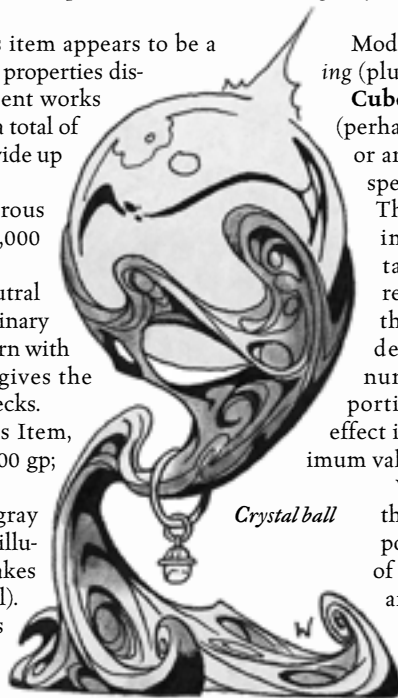 s item appears to be a
properties dis-
ent works
a total of
vide up
rous
,000
utral
inary
rn with
gives the
ecks.
s Item,
00 gp;
gray
illu-
akes
l).
s
Crystal ball
W
Mod
ing (plu
Cube
(perha
or an
spe
Th
in
ta
re
th
de
num
porti
effect i
imum val
th
po
of
a